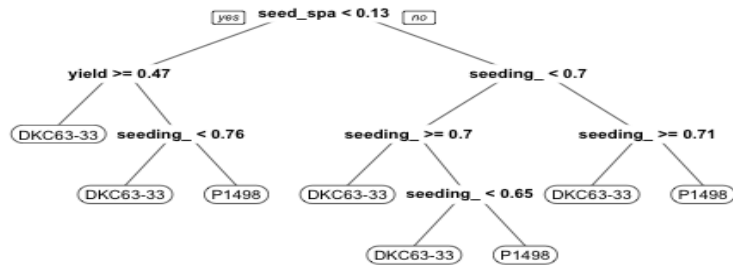 yes seed_spa < 0.13 no
yield >= 0.47 seeding_ < 0.7
DKC63-33 seeding_ < 0.76 seeding_ >= 0.7 seeding_ >= 0.71
DKC63-33 P1498 DKC63-33 seeding_ < 0.65 DKC63-33 P1498
DKC63-33 P1498